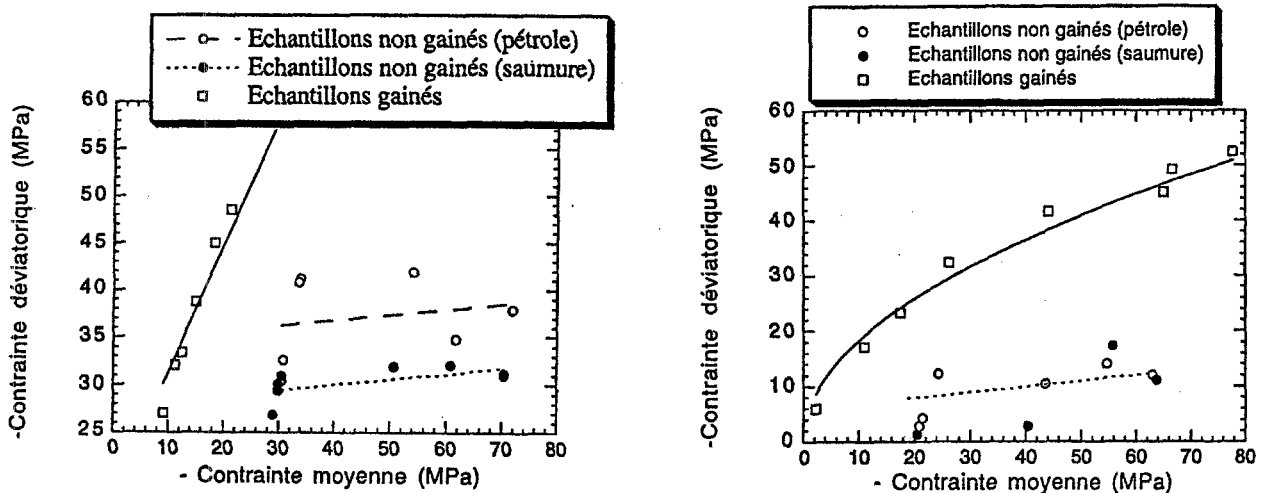 Echantillons non gainés (pétrole)
Echantillons non gainés (saumure)
Echantillons gainés
-Contrainte déviatorique (MPa)
60
55
50
45
40
35
30
25
0 10 20 30 40 50 60 70 80
- Contrainte moyenne (MPa)
Echantillons non gainés (pétrole)
Echantillons non gainés (saumure)
Echantillons gainés
-Contrainte déviatorique (MPa)
60
50
40
30
20
10
0
0 10 20 30 40 50 60 70 80
- Contrainte moyenne (MPa)